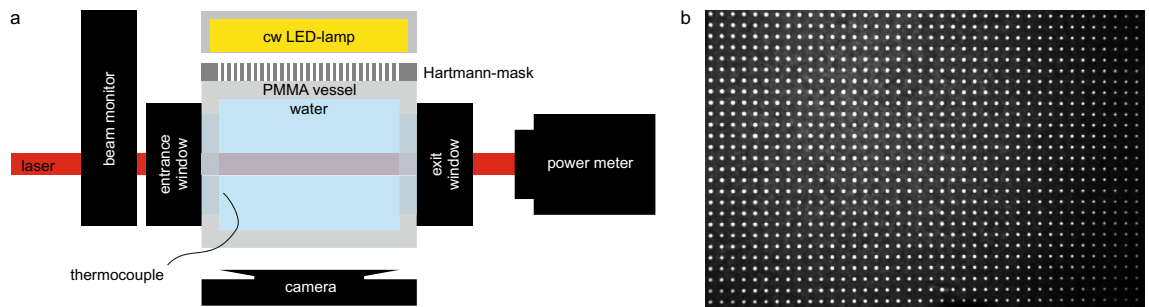 a
b
cw LED-lamp
Hartmann-mask
PMMA vessel
water
beam monitor
laser
entrance
window
exit
window
power meter
thermocouple
camera